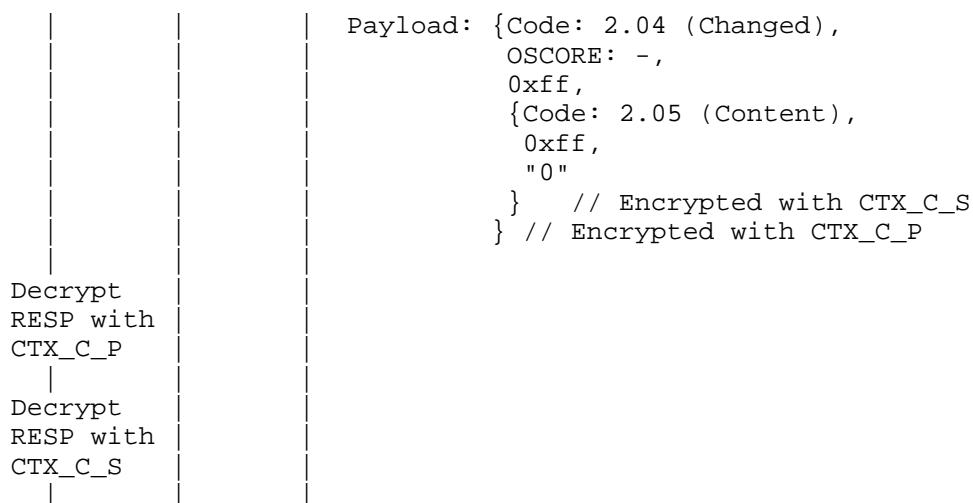 |        |        |  Payload: {Code: 2.04 (Changed),
|        |        |            OSCORE: -,
|        |        |            0xff,
|        |        |            {Code: 2.05 (Content),
|        |        |             0xff,
|        |        |             "0"
|        |        |            }   // Encrypted with CTX_C_S
|        |        |           } // Encrypted with CTX_C_P
|        |        |
Decrypt  |        |
RESP with |       |
CTX_C_P  |        |
|        |        |
Decrypt  |        |
RESP with |       |
CTX_C_S  |        |
|        |        |